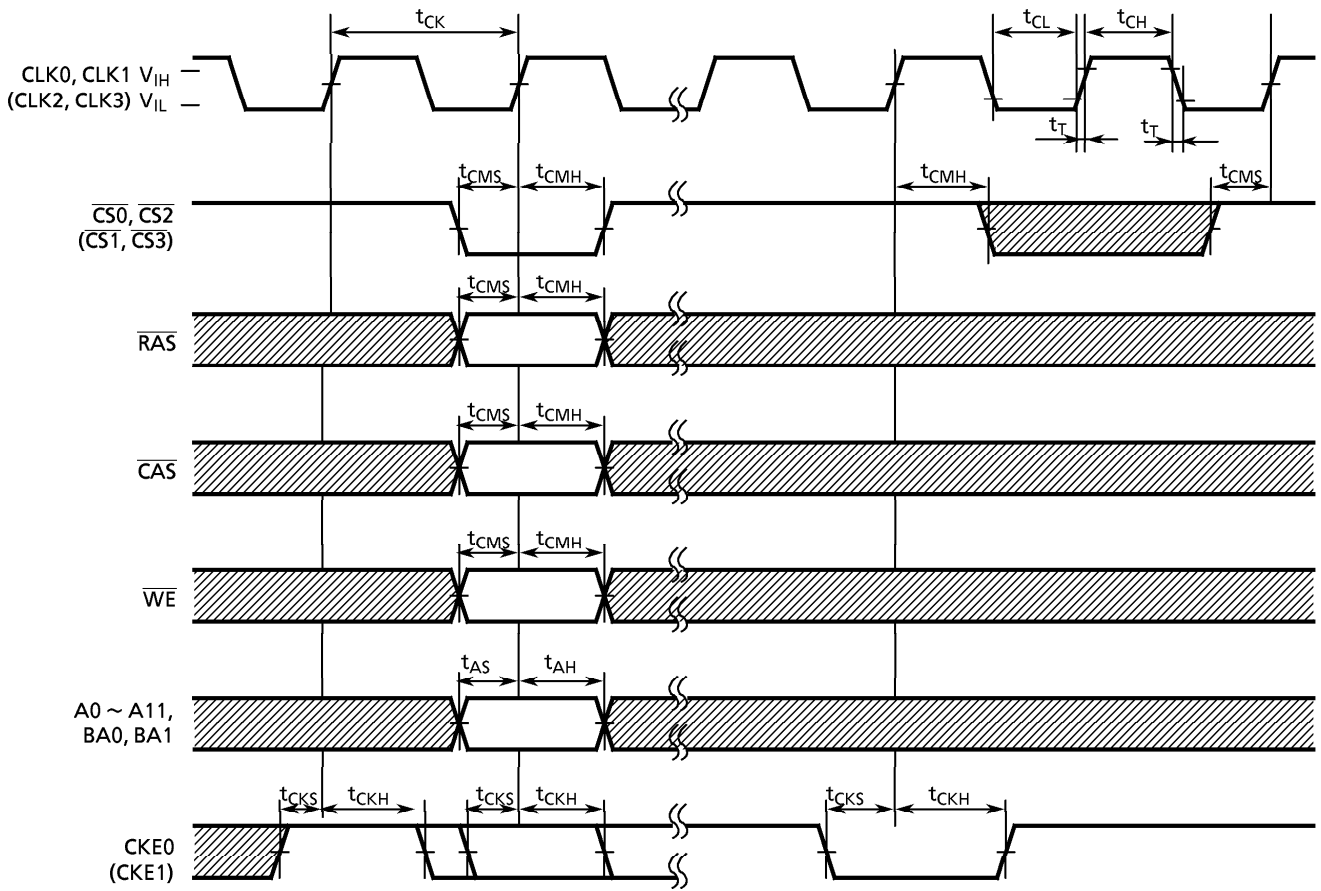 tCK
tCL
tCH
CLK0, CLK1 VIH
(CLK2, CLK3) VIL
tT
tT
tCMS
tCMH
tCMH
tCMS
CS0, CS2
(CS1, CS3)
tCMS
tCMH
RAS
tCMS
tCMH
CAS
tCMS
tCMH
WE
tAS
tAH
A0 ~ A11,
BA0, BA1
tCKS
tCKH
tCKS
tCKH
tCKS
tCKH
CKE0
(CKE1)